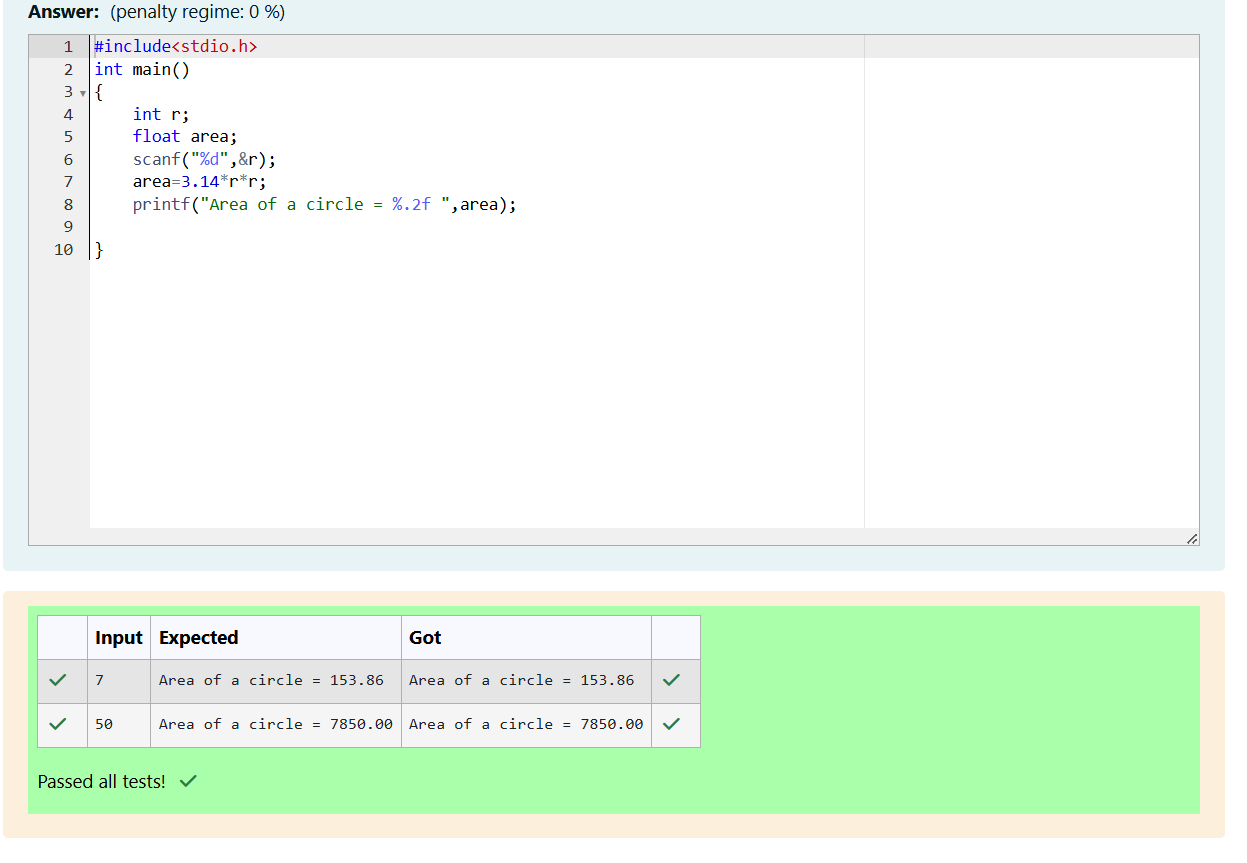 Answer: (penalty regime: 0 %)
1 #include<stdio.h>
2 int main()
3 {
4     int r;
5     float area;
6     scanf("%d",&r);
7     area=3.14*r*r;
8     printf("Area of a circle = %.2f ",area);
9
10 }
Input Expected Got
7 Area of a circle = 153.86 Area of a circle = 153.86
50 Area of a circle = 7850.00 Area of a circle = 7850.00
Passed all tests!